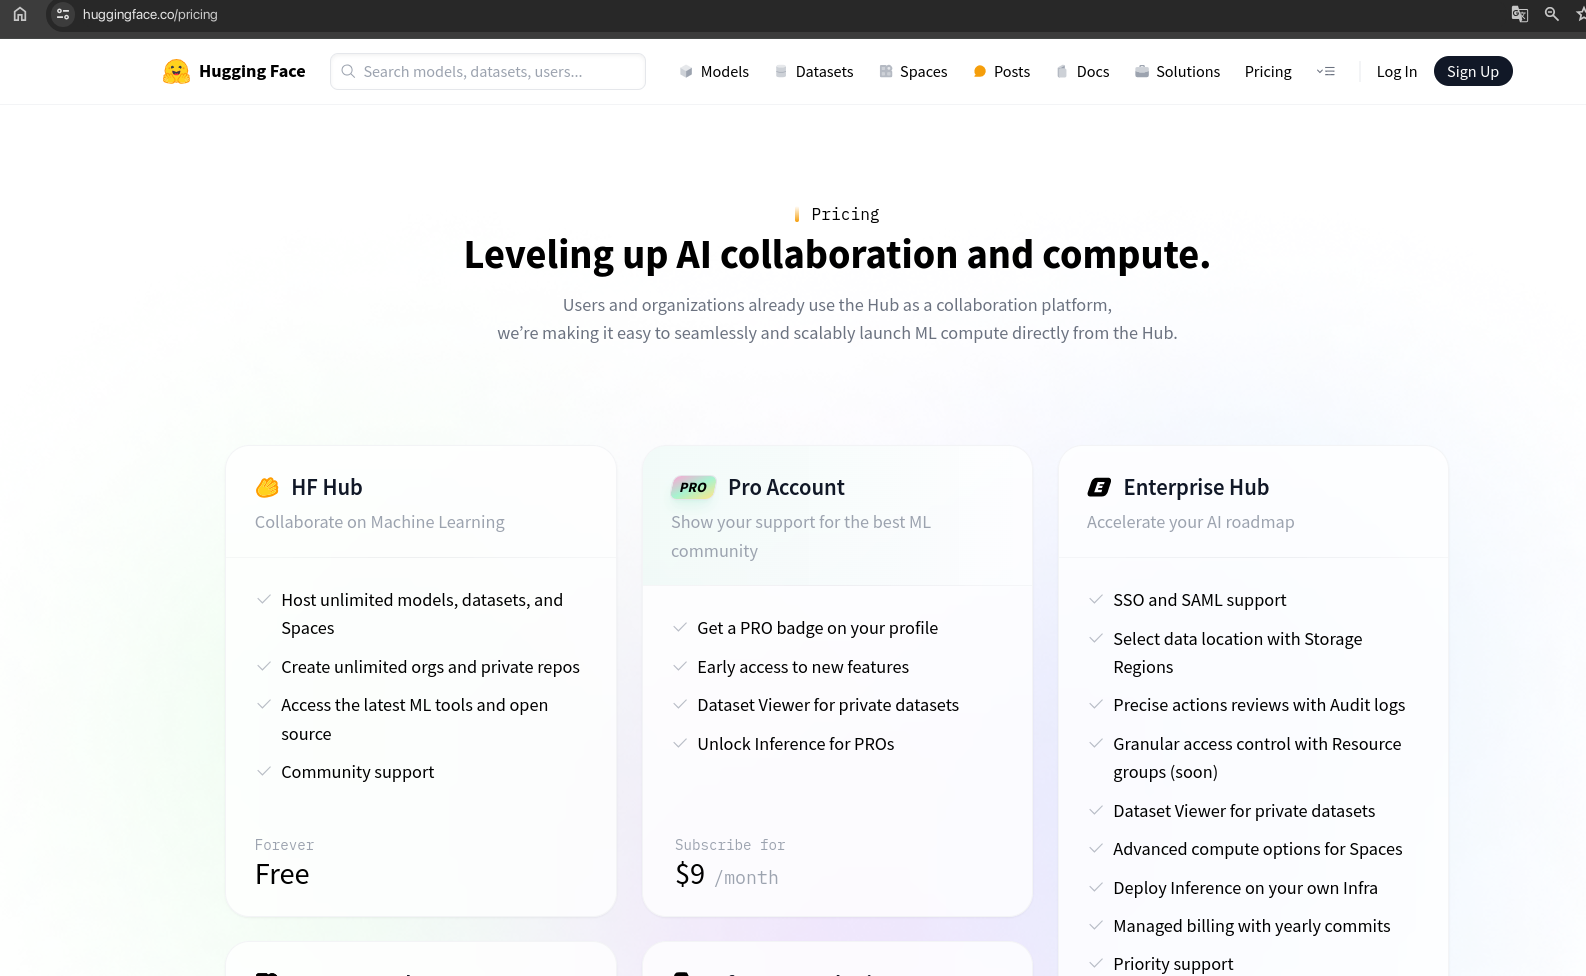 huggingface.co/pricing
Hugging Face
Search models, datasets, users...
Models
Datasets
Spaces
Posts
Docs
Solutions
Pricing
Log In
Sign Up
Pricing
Leveling up AI collaboration and compute.
Users and organizations already use the Hub as a collaboration platform,
we’re making it easy to seamlessly and scalably launch ML compute directly from the Hub.
HF Hub
Collaborate on Machine Learning
Host unlimited models, datasets, and
Spaces
Create unlimited orgs and private repos
Access the latest ML tools and open
source
Community support
Forever
Free
PRO Pro Account
Show your support for the best ML
community
Get a PRO badge on your profile
Early access to new features
Dataset Viewer for private datasets
Unlock Inference for PROs
Subscribe for
$9 /month
E Enterprise Hub
Accelerate your AI roadmap
SSO and SAML support
Select data location with Storage
Regions
Precise actions reviews with Audit logs
Granular access control with Resource
groups (soon)
Dataset Viewer for private datasets
Advanced compute options for Spaces
Deploy Inference on your own Infra
Managed billing with yearly commits
Priority support